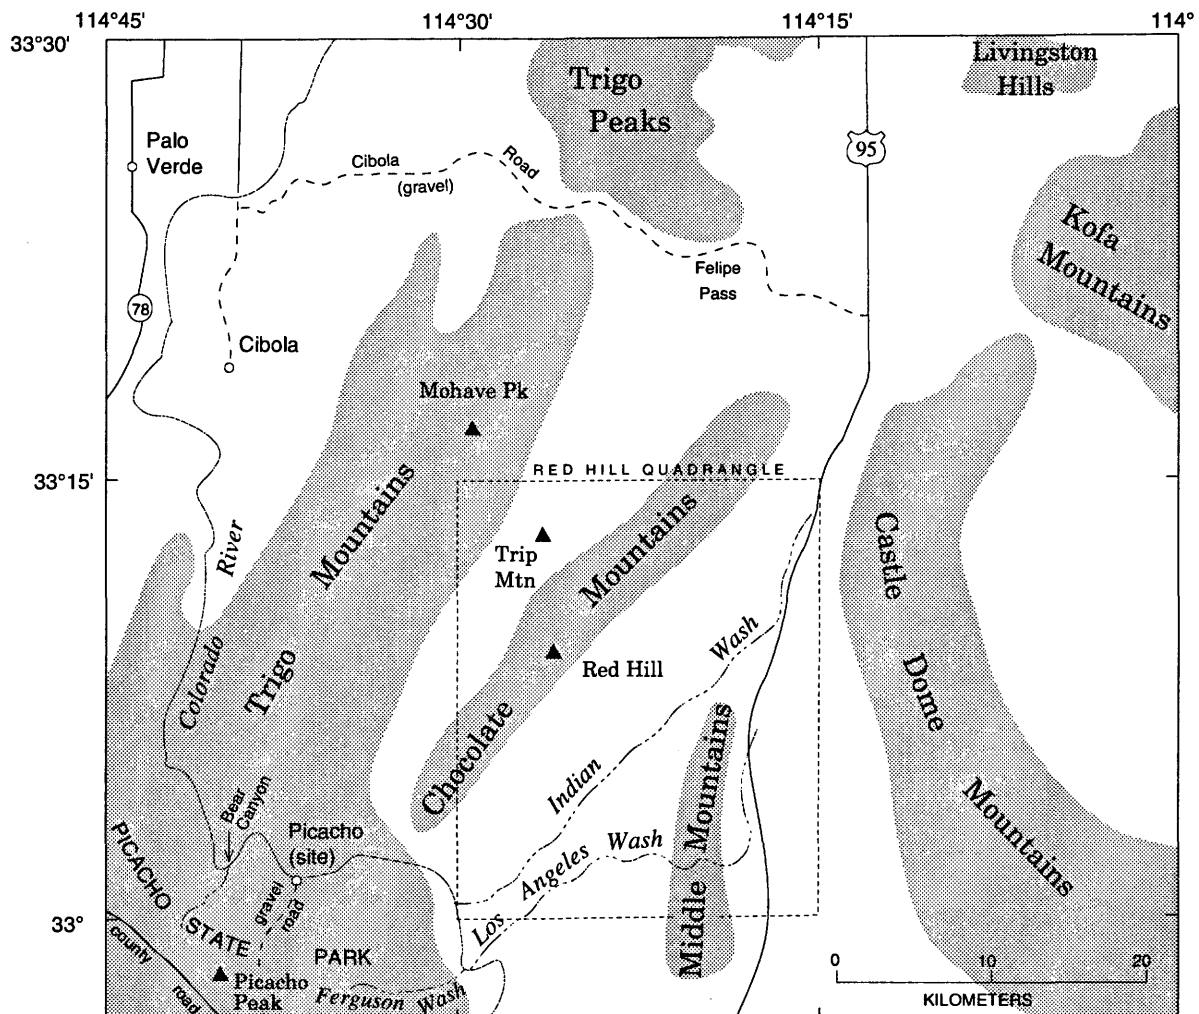 114°45'
114°30'
114°15'
114°
33°30'
Livingston
Hills
Trigo
Peaks
Palo
Verde
Cibola
Road
(gravel)
95
Kofa
Mountains
Felipe
Pass
78
Cibola
Mohave Pk
33°15'
RED HILL QUADRANGLE
Mountains
Trigo
River
Colorado
Trip
Mtn
Mountains
Chocolate
Red Hill
Castle
Dome
Mountains
Wash
Indian
Mountains
Middle
Bear
Canyon
Picacho
(site)
Wash
Angeles
Los
PICACHO
STATE
PARK
gravel
road
33°
county
road
Picacho
Peak
Ferguson Wash
0 10 20
KILOMETERS